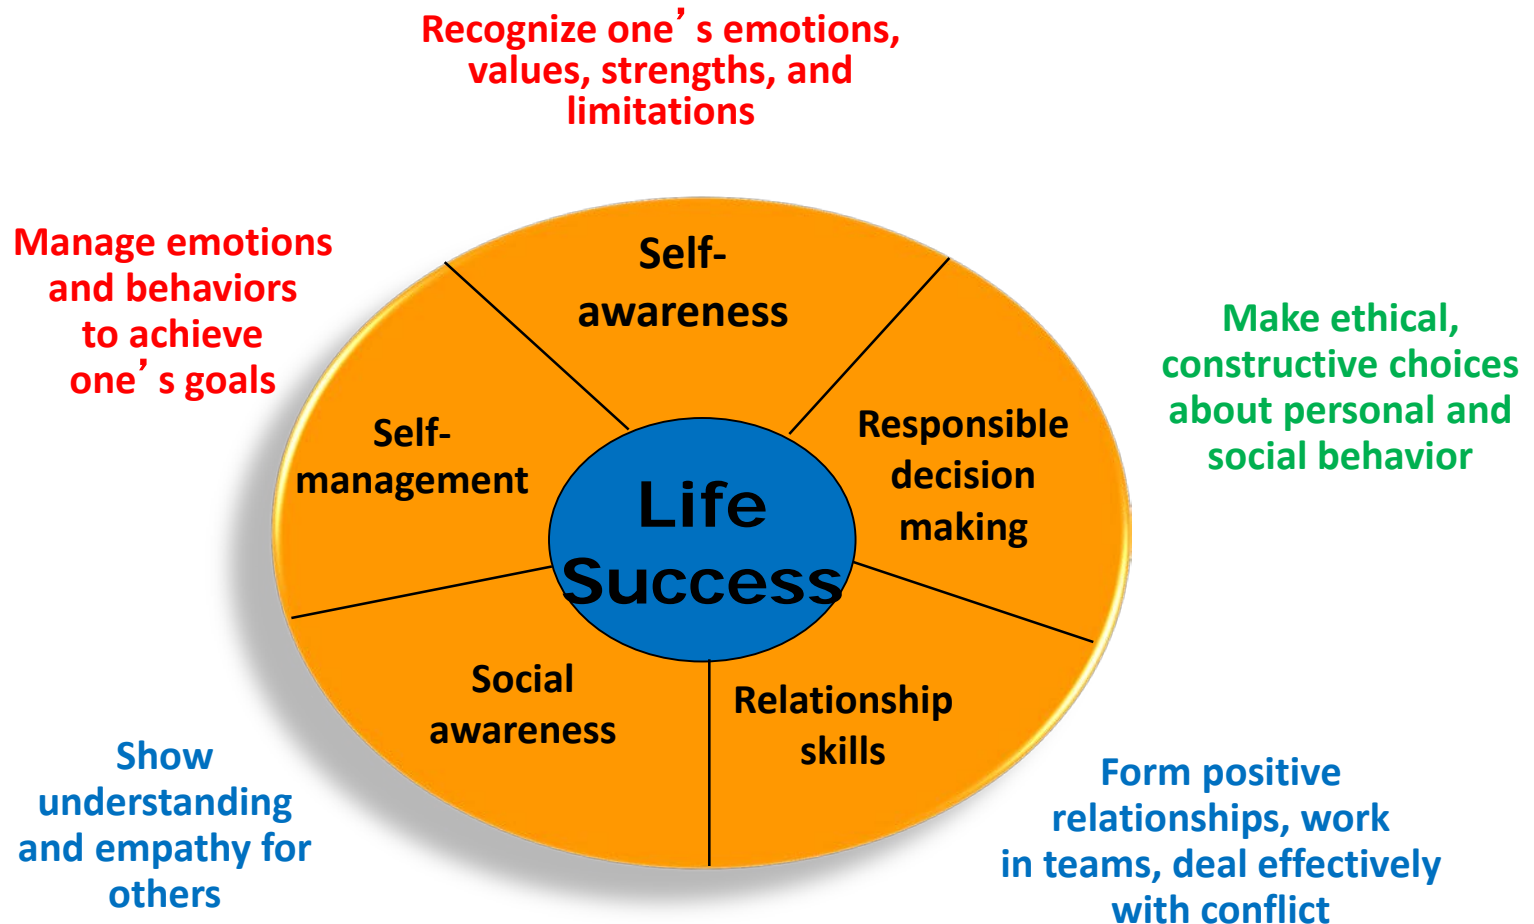 Recognize one’s emotions,
values, strengths, and
limitations
Manage emotions
and behaviors
to achieve
one’s goals
Self-
awareness
Make ethical,
constructive choices
about personal and
social behavior
Self-
management
Responsible
decision
making
Life
Success
Social
awareness
Relationship
skills
Show
understanding
and empathy for
others
Form positive
relationships, work
in teams, deal effectively
with conflict